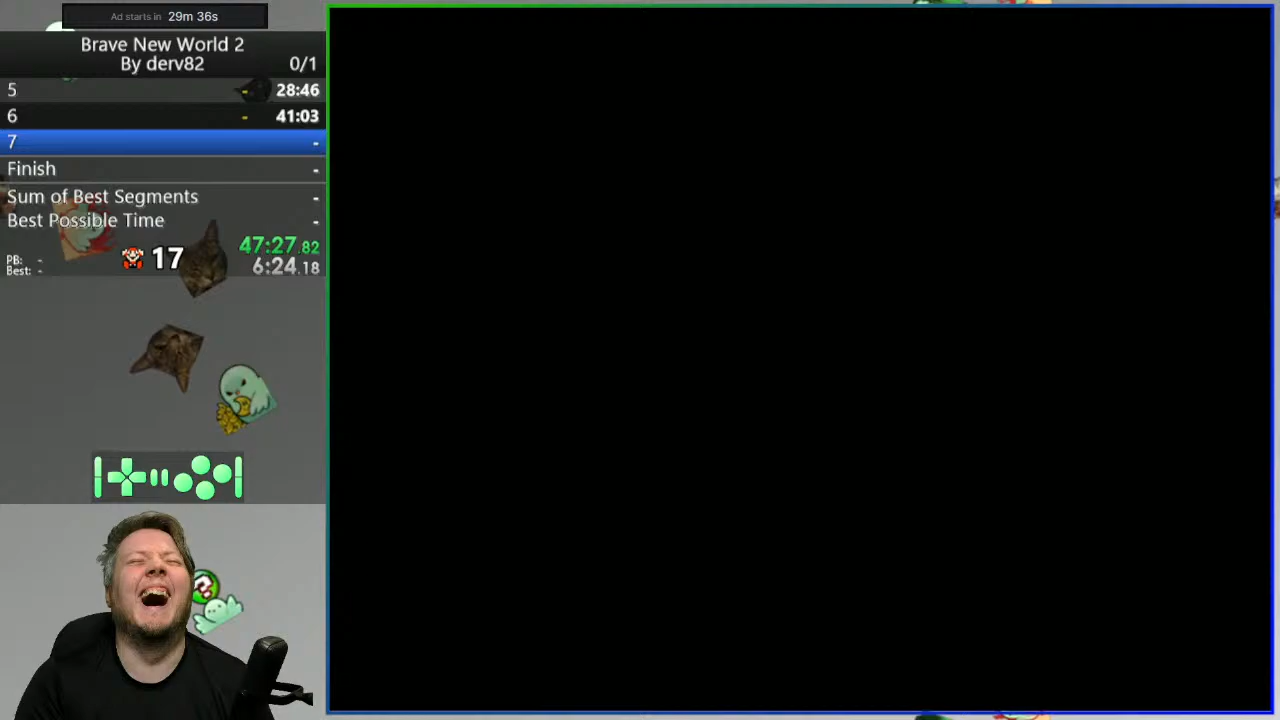 Ad starts in 29m 36s
Brave New World 2
By derv82 0/1
5 - 28:46
6 - 41:03
7 -
Finish -
Sum of Best Segments -
Best Possible Time -
PB: -
Best: -
17
47:27.82
6:24.18